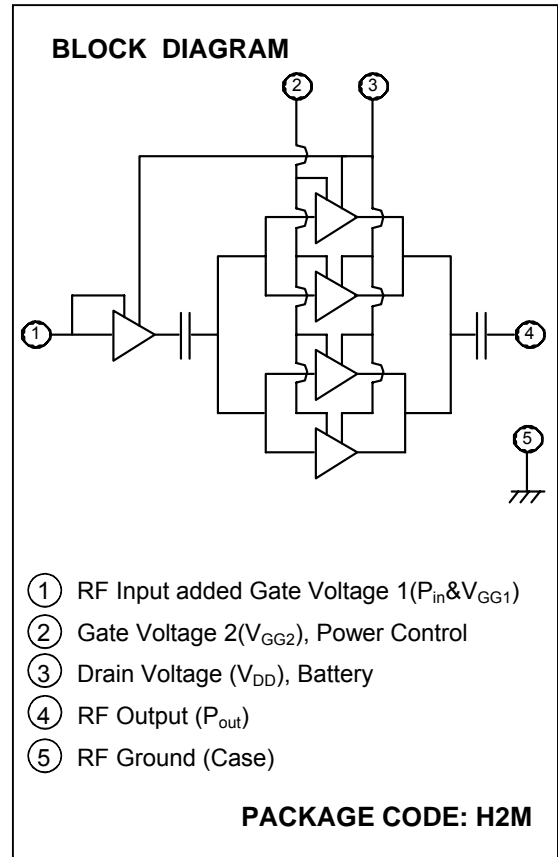 BLOCK DIAGRAM
2 3
1
4
5
1 RF Input added Gate Voltage 1(Pin&VGG1)
2 Gate Voltage 2(VGG2), Power Control
3 Drain Voltage (VDD), Battery
4 RF Output (Pout)
5 RF Ground (Case)
PACKAGE CODE: H2M